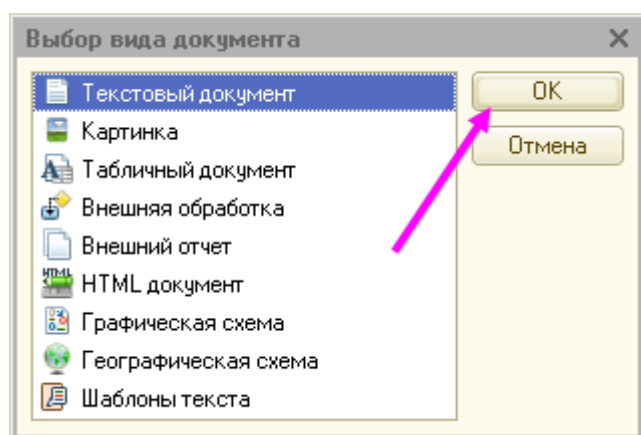 Выбор вида документа
Текстовый документ
OK
Картинка
Отмена
Табличный документ
Внешняя обработка
Внешний отчет
HTML документ
Графическая схема
Географическая схема
Шаблоны текста